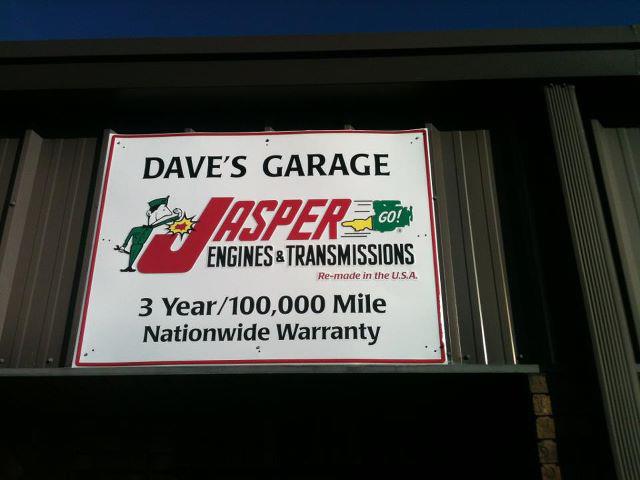 DAVE'S GARAGE
JASPER GO!
ENGINES & TRANSMISSIONS
Re-made in the U.S.A.
3 Year/100,000 Mile
Nationwide Warranty